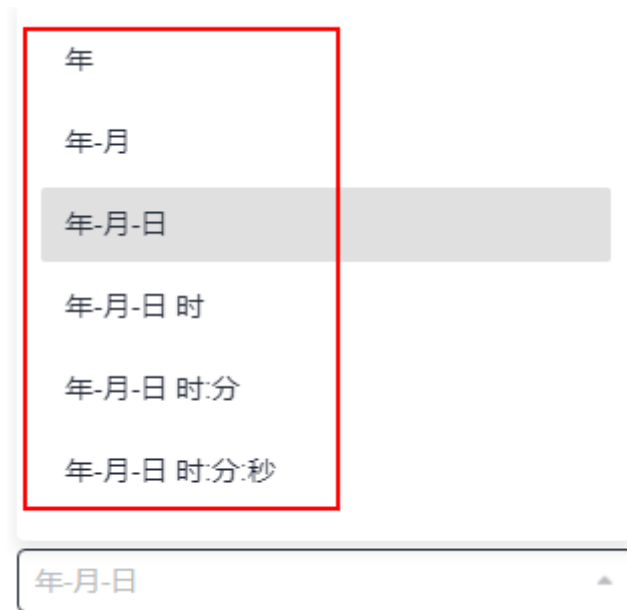 年
年-月
年-月-日
年-月-日 时
年-月-日 时:分
年-月-日 时:分:秒
年-月-日